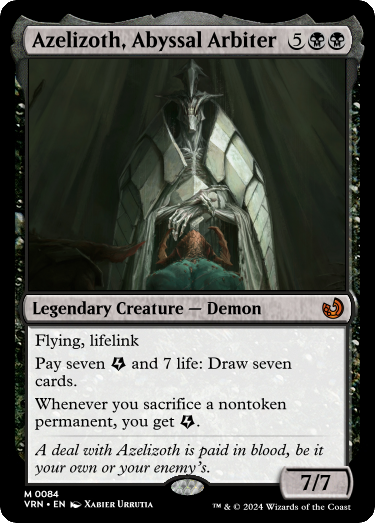 Azelizoth, Abyssal Arbiter 5
Legendary Creature — Demon
Flying, lifelink
Pay seven and 7 life: Draw seven
cards.
Whenever you sacrifice a nontoken
permanent, you get .
A deal with Azelizoth is paid in blood, be it
your own or your enemy's.
7/7
M 0084
VRN • EN Xabier Urrutia
™ & © 2024 Wizards of the Coast